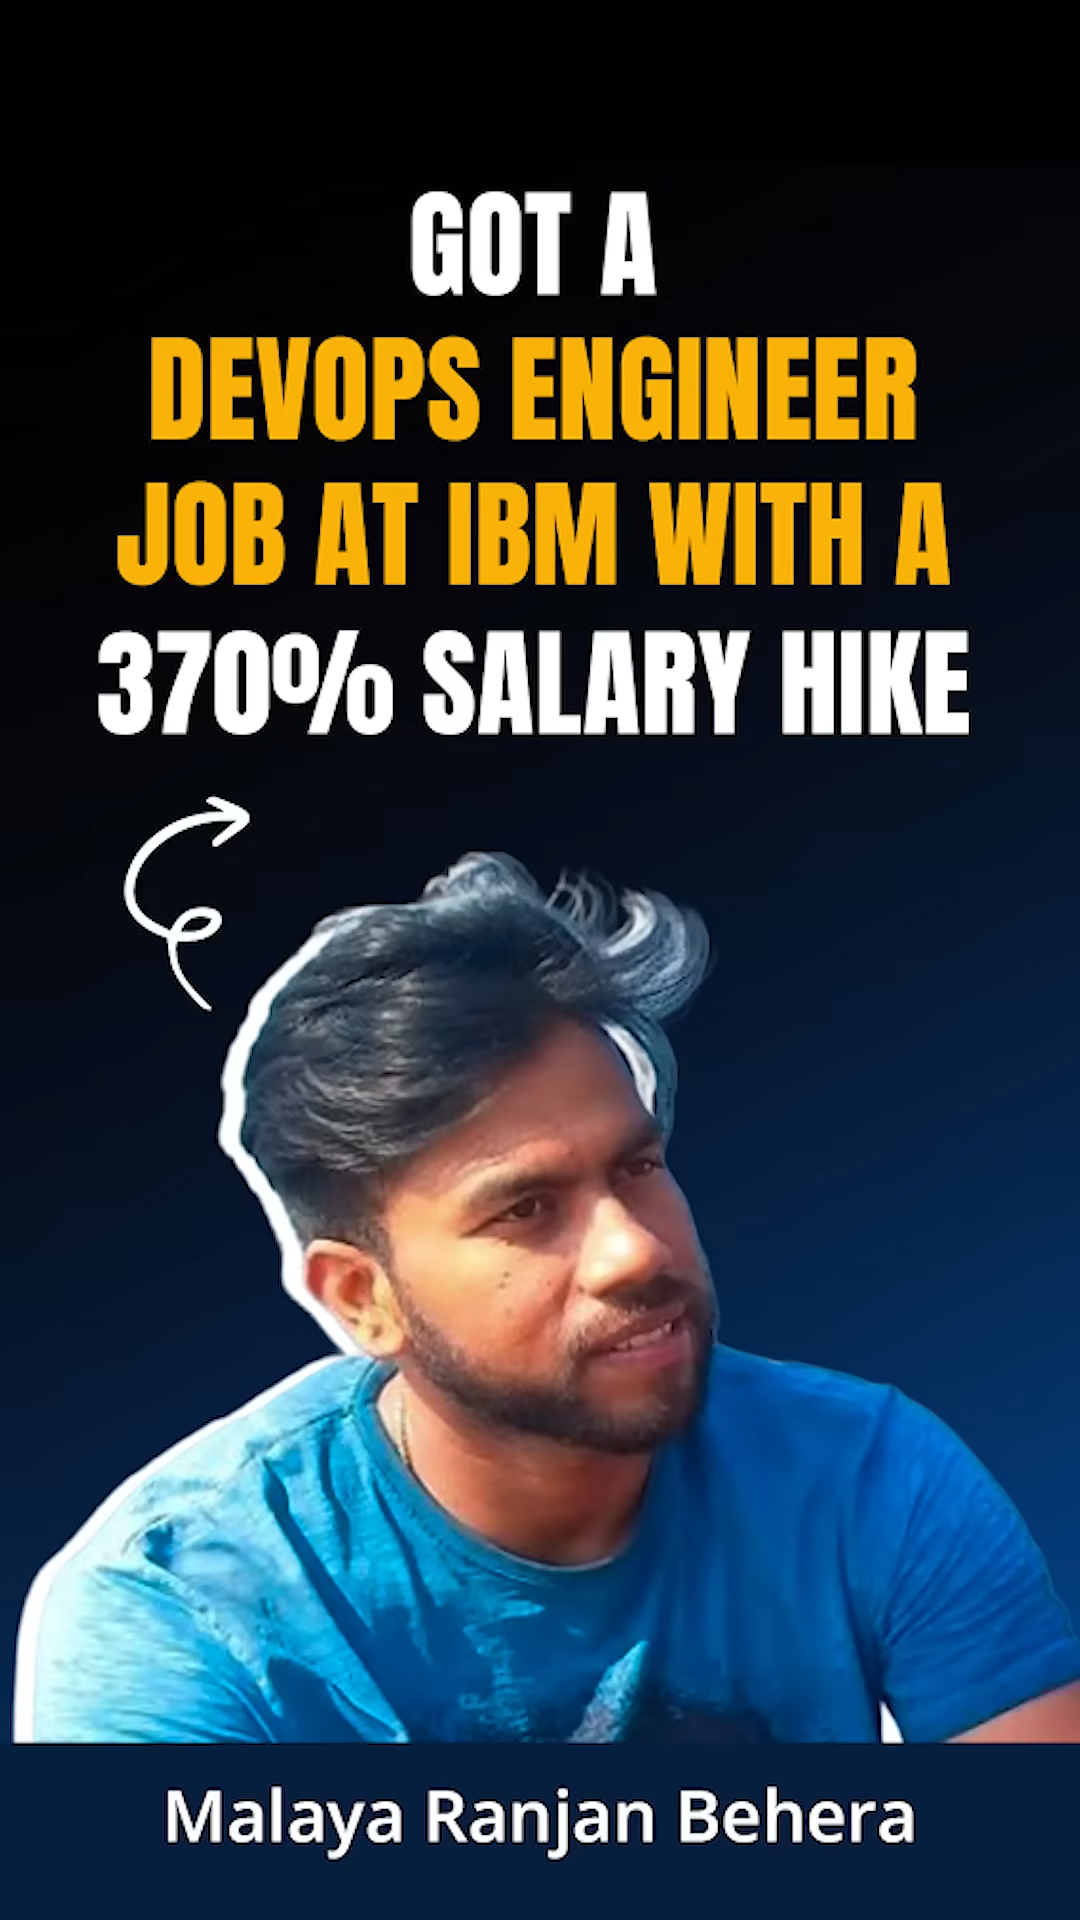 GOT A
DEVOPS ENGINEER
JOB AT IBM WITH A
370% SALARY HIKE
Malaya Ranjan Behera